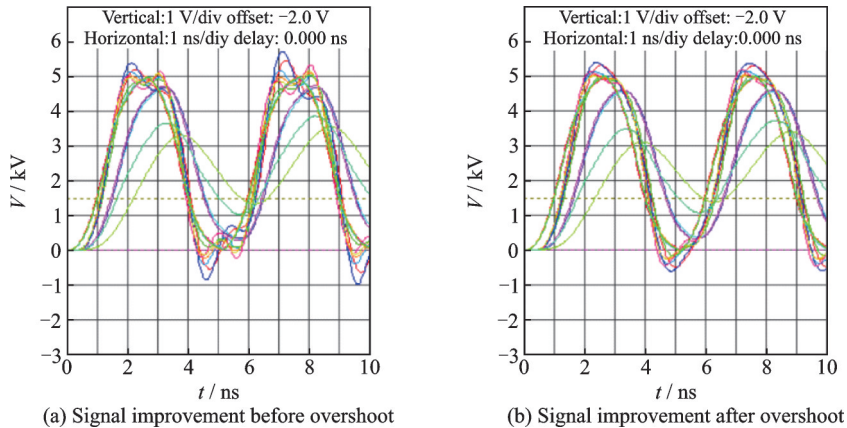 Vertical:1 V/div offset: −2.0 V
Horizontal:1 ns/diy delay: 0.000 ns
6
5
4
3
2
1
0
−1
−2
−3
V / kV
0 2 4 6 8 10
t / ns
(a) Signal improvement before overshoot
Vertical:1 V/div offset: −2.0 V
Horizontal:1 ns/diy delay:0.000 ns
6
5
4
3
2
1
0
−1
−2
−3
V / kV
0 2 4 6 8 10
t / ns
(b) Signal improvement after overshoot